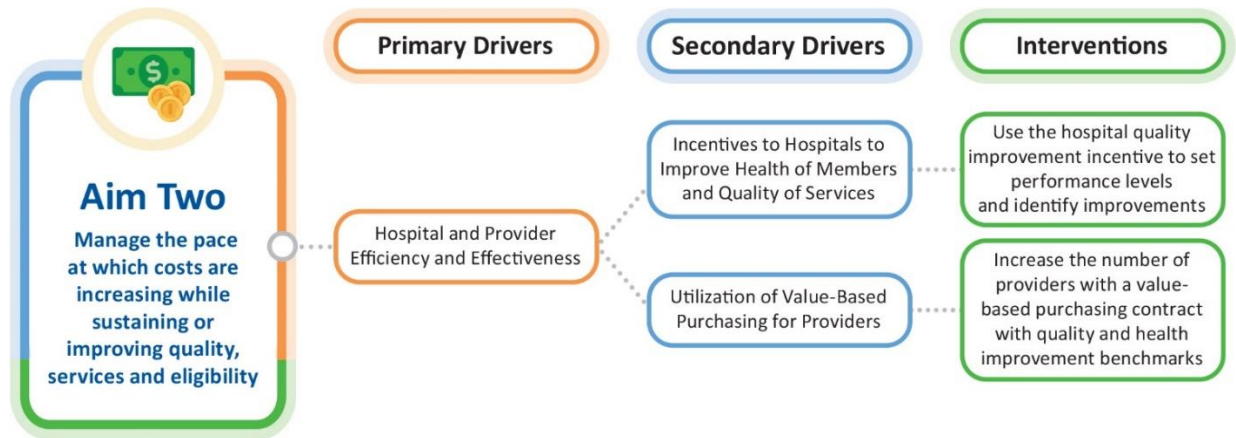 Primary Drivers
Secondary Drivers
Interventions
Aim Two
Manage the pace
at which costs are
increasing while
sustaining or
improving quality,
services and eligibility
Hospital and Provider
Efficiency and Effectiveness
Incentives to Hospitals to
Improve Health of Members
and Quality of Services
Utilization of Value-Based
Purchasing for Providers
Use the hospital quality
improvement incentive to set
performance levels
and identify improvements
Increase the number of
providers with a value-
based purchasing contract
with quality and health
improvement benchmarks